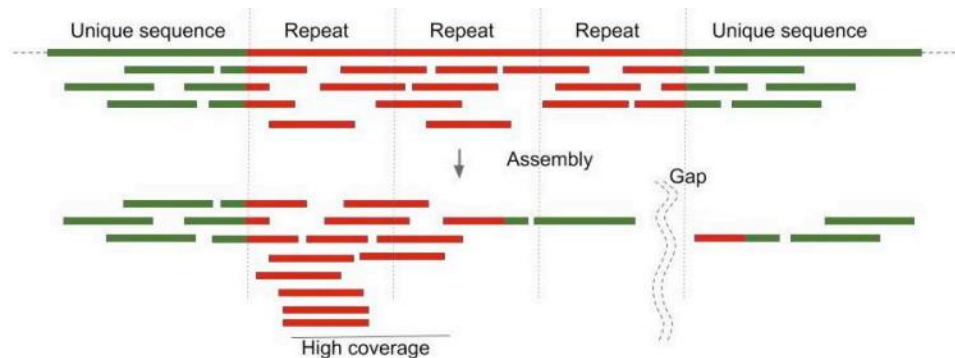 Unique sequence Repeat Repeat Repeat Unique sequence
Assembly
Gap
High coverage